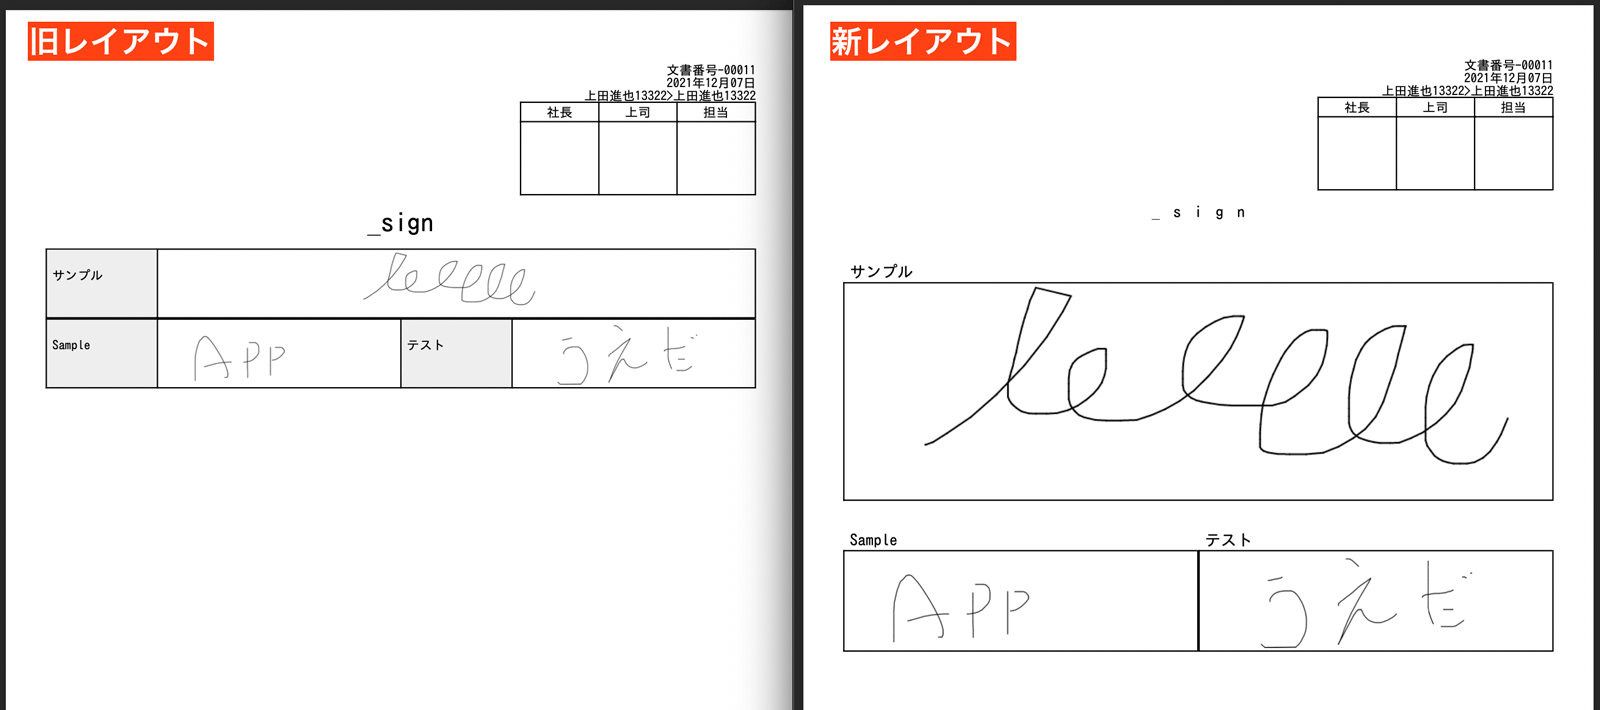 旧レイアウト
文書番号-00011
2021年12月07日
上田進也13322>上田進也13322
社長 上司 担当
_sign
サンプル
Sample APP テスト うえだ
新レイアウト
文書番号-00011
2021年12月07日
上田進也13322>上田進也13322
社長 上司 担当
_ s i g n
サンプル
Sample テスト
APP うえだ